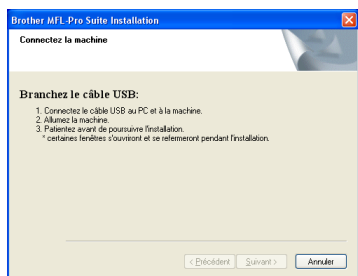 Brother MFL-Pro Suite Installation
Connectez la machine
Branchez le câble USB:
1. Connectez le câble USB au PC et à la machine.
2. Allumez la machine.
3. Patientez avant de poursuivre l'installation.
* certaines fenêtres s'ouvriront et se refermeront pendant l'installation.
< Précédent Suivant > Annuler